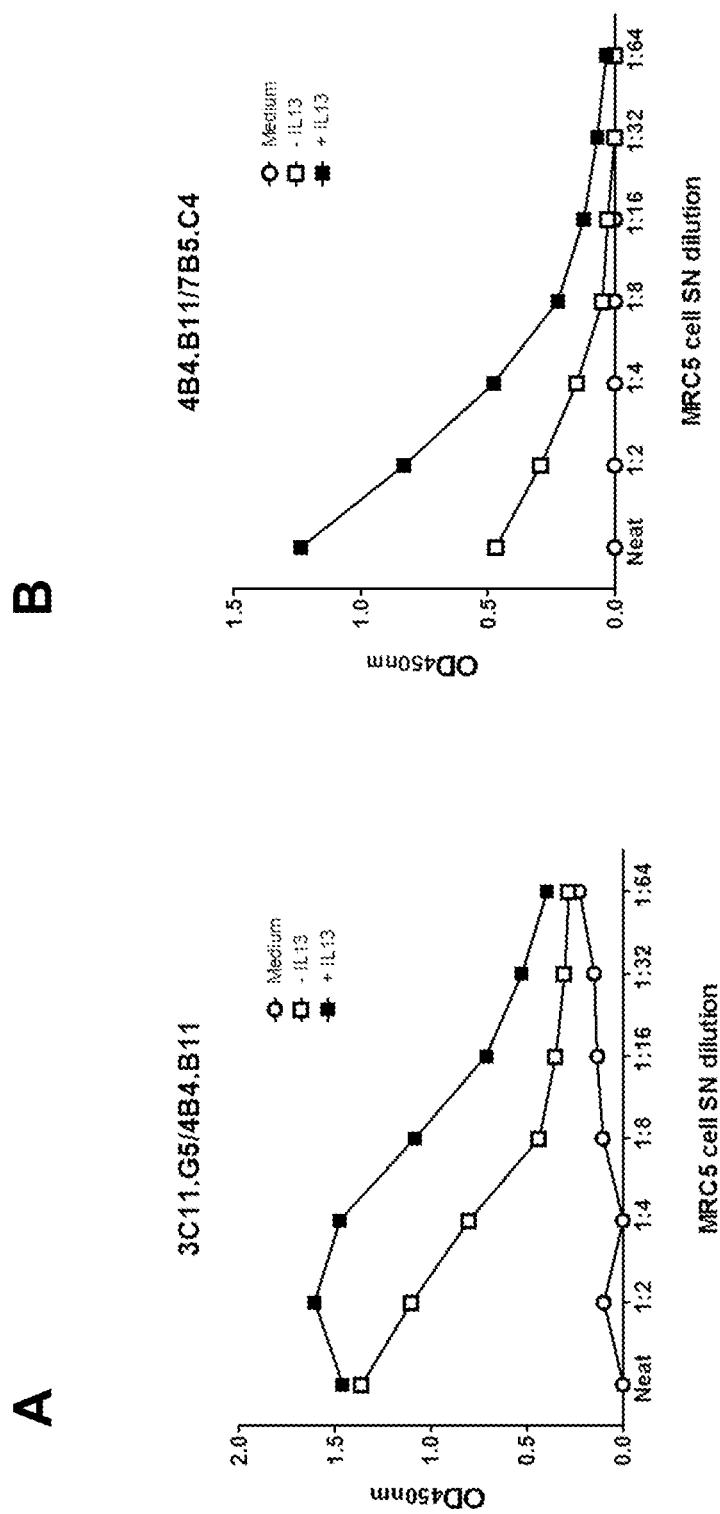 A
3C11.G5/4B4.B11
Medium
- IL13
+ IL13
OD450nm
2.0
1.5
1.0
0.5
0.0
Neat
1:2
1:4
1:8
1:16
1:32
1:64
MRC5 cell SN dilution
B
4B4.B11/7B5.C4
Medium
- IL13
+ IL13
OD450nm
1.5
1.0
0.5
0.0
Neat
1:2
1:4
1:8
1:16
1:32
1:64
MRC5 cell SN dilution